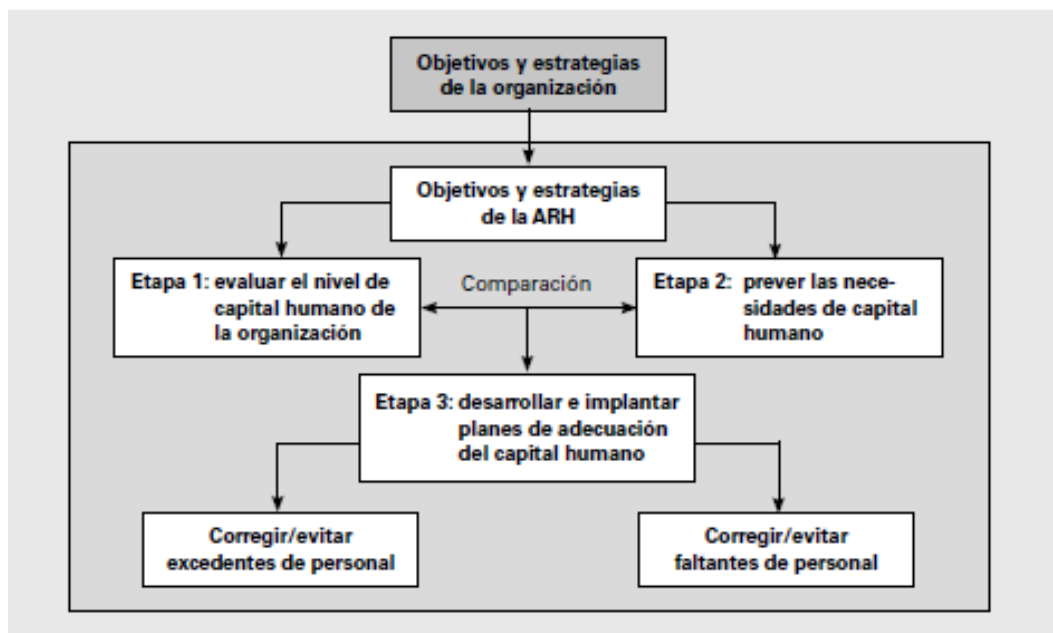 Objetivos y estrategias
de la organización
Objetivos y estrategias
de la ARH
Etapa 1: evaluar el nivel de
capital humano de
la organización
Comparación
Etapa 2: prever las nece-
sidades de capital
humano
Etapa 3: desarrollar e implantar
planes de adecuación
del capital humano
Corregir/evitar
excedentes de personal
Corregir/evitar
faltantes de personal